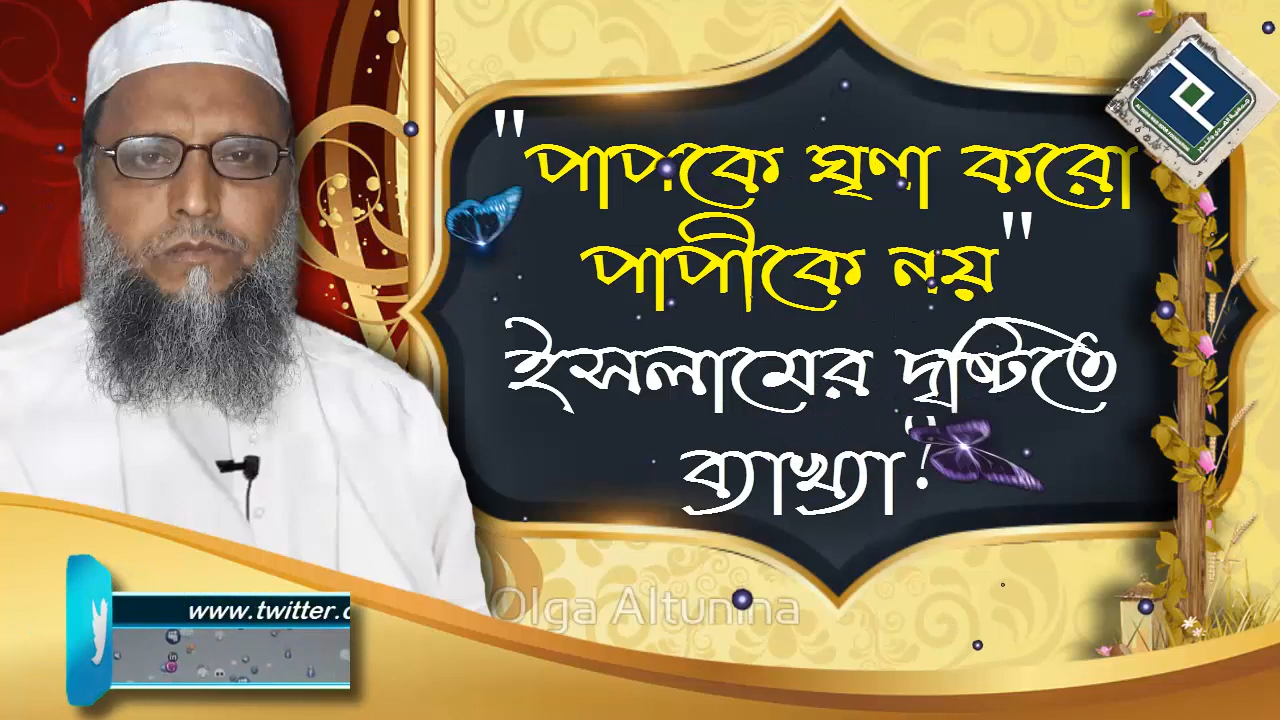 "পাপকে ঘৃণা করো
পাপীকে নয়"
ইসলামের দৃষ্টিতে
ব্যাখ্যা !
Olga Altunina
www.twitter.c